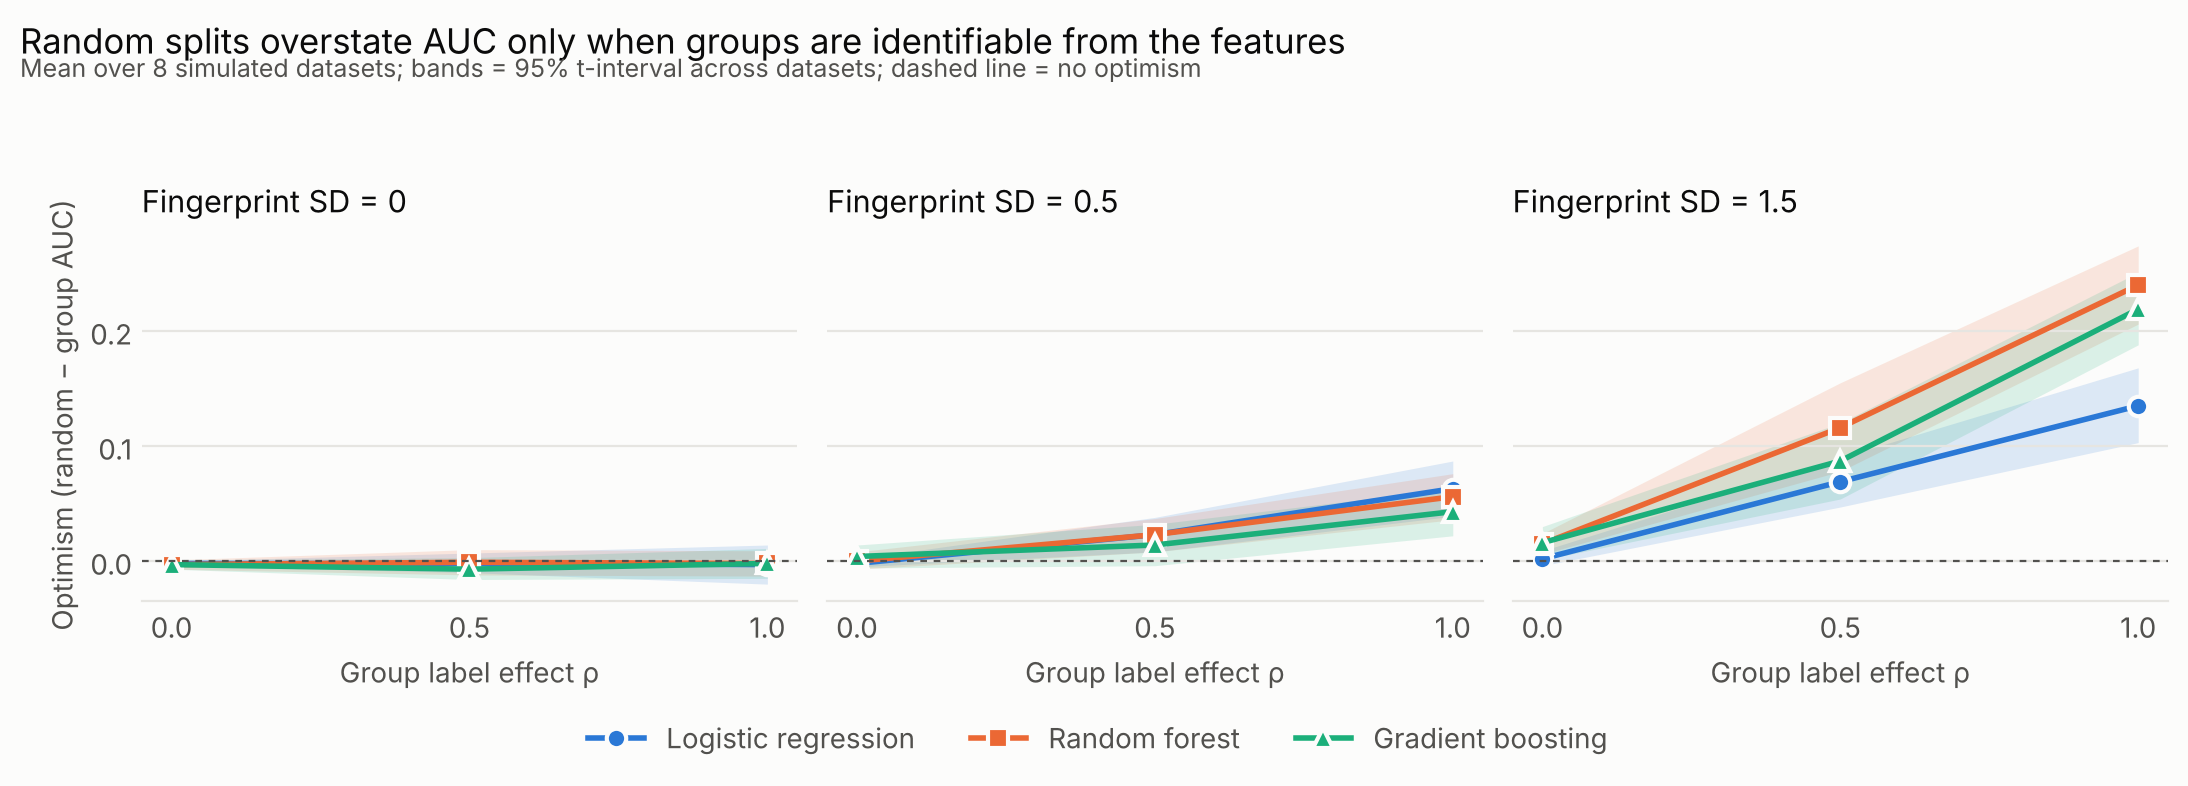 Random splits overstate AUC only when groups are identifiable from the features
Mean over 8 simulated datasets; bands = 95% t-interval across datasets; dashed line = no optimism
Fingerprint SD = 0
Fingerprint SD = 0.5
Fingerprint SD = 1.5
Optimism (random − group AUC)
0.2
0.1
0.0
0.0 0.5 1.0
0.0 0.5 1.0
0.0 0.5 1.0
Group label effect ρ
Group label effect ρ
Group label effect ρ
Logistic regression
Random forest
Gradient boosting